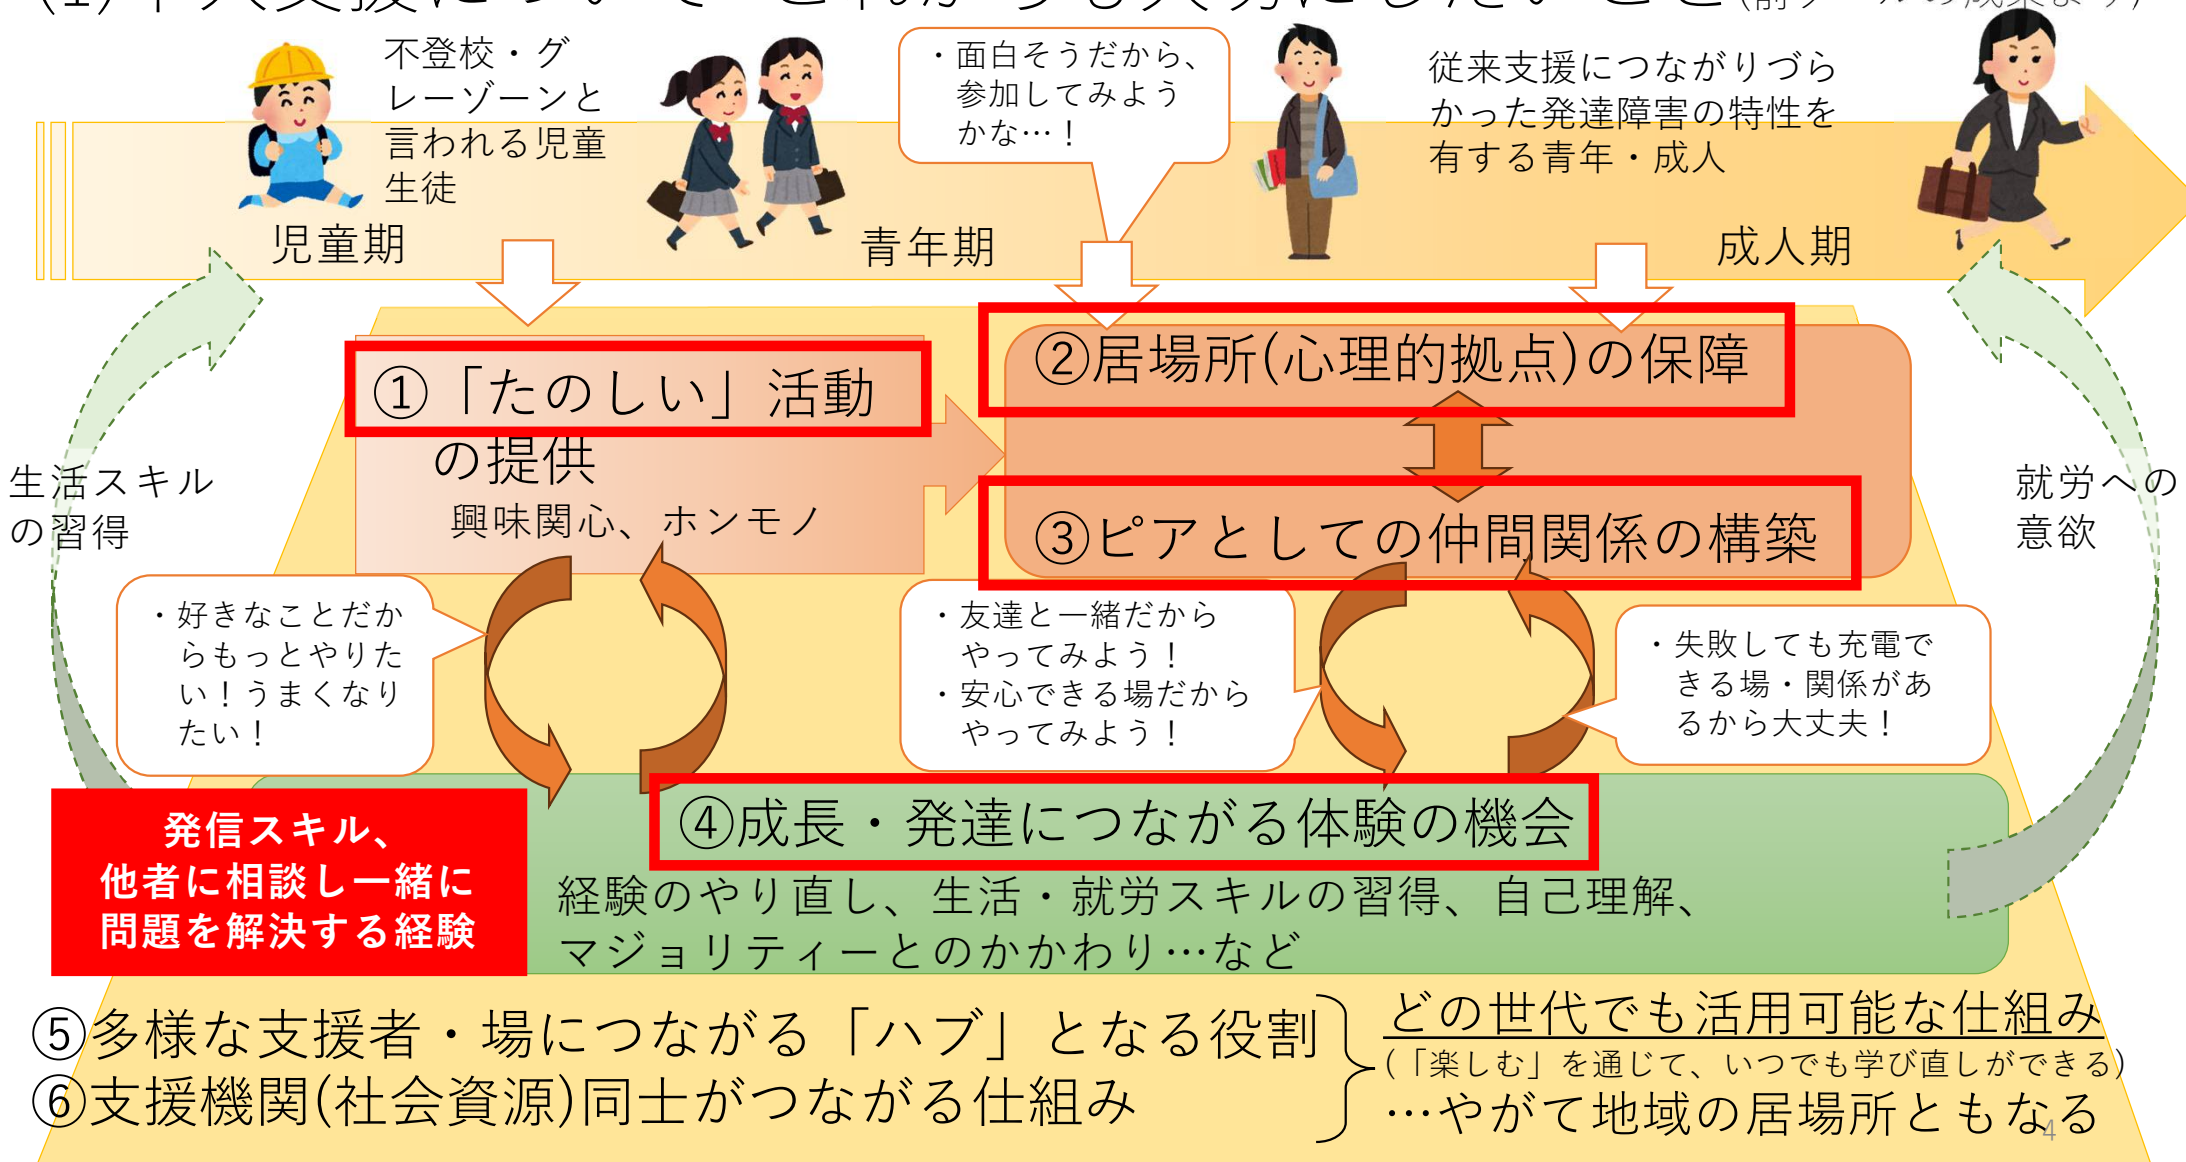 不登校・グ
レーゾーンと
言われる児童
生徒
・面白そうだから、
参加してみよう
かな…！
従来支援につながりづら
かった発達障害の特性を
有する青年・成人
児童期
青年期
成人期
①「たのしい」活動
の提供
興味関心、ホンモノ
②居場所(心理的拠点)の保障
③ピアとしての仲間関係の構築
生活スキル
の習得
就労への
意欲
・好きなことだか
らもっとやりた
い！うまくなり
たい！
・友達と一緒だから
やってみよう！
・安心できる場だから
やってみよう！
・失敗しても充電で
きる場・関係があ
るから大丈夫！
発信スキル、
他者に相談し一緒に
問題を解決する経験
④成長・発達につながる体験の機会
経験のやり直し、生活・就労スキルの習得、自己理解、
マジョリティーとのかかわり…など
⑤多様な支援者・場につながる「ハブ」となる役割
⑥支援機関(社会資源)同士がつながる仕組み
どの世代でも活用可能な仕組み
(「楽しむ」を通じて、いつでも学び直しができる)
…やがて地域の居場所ともなる
4